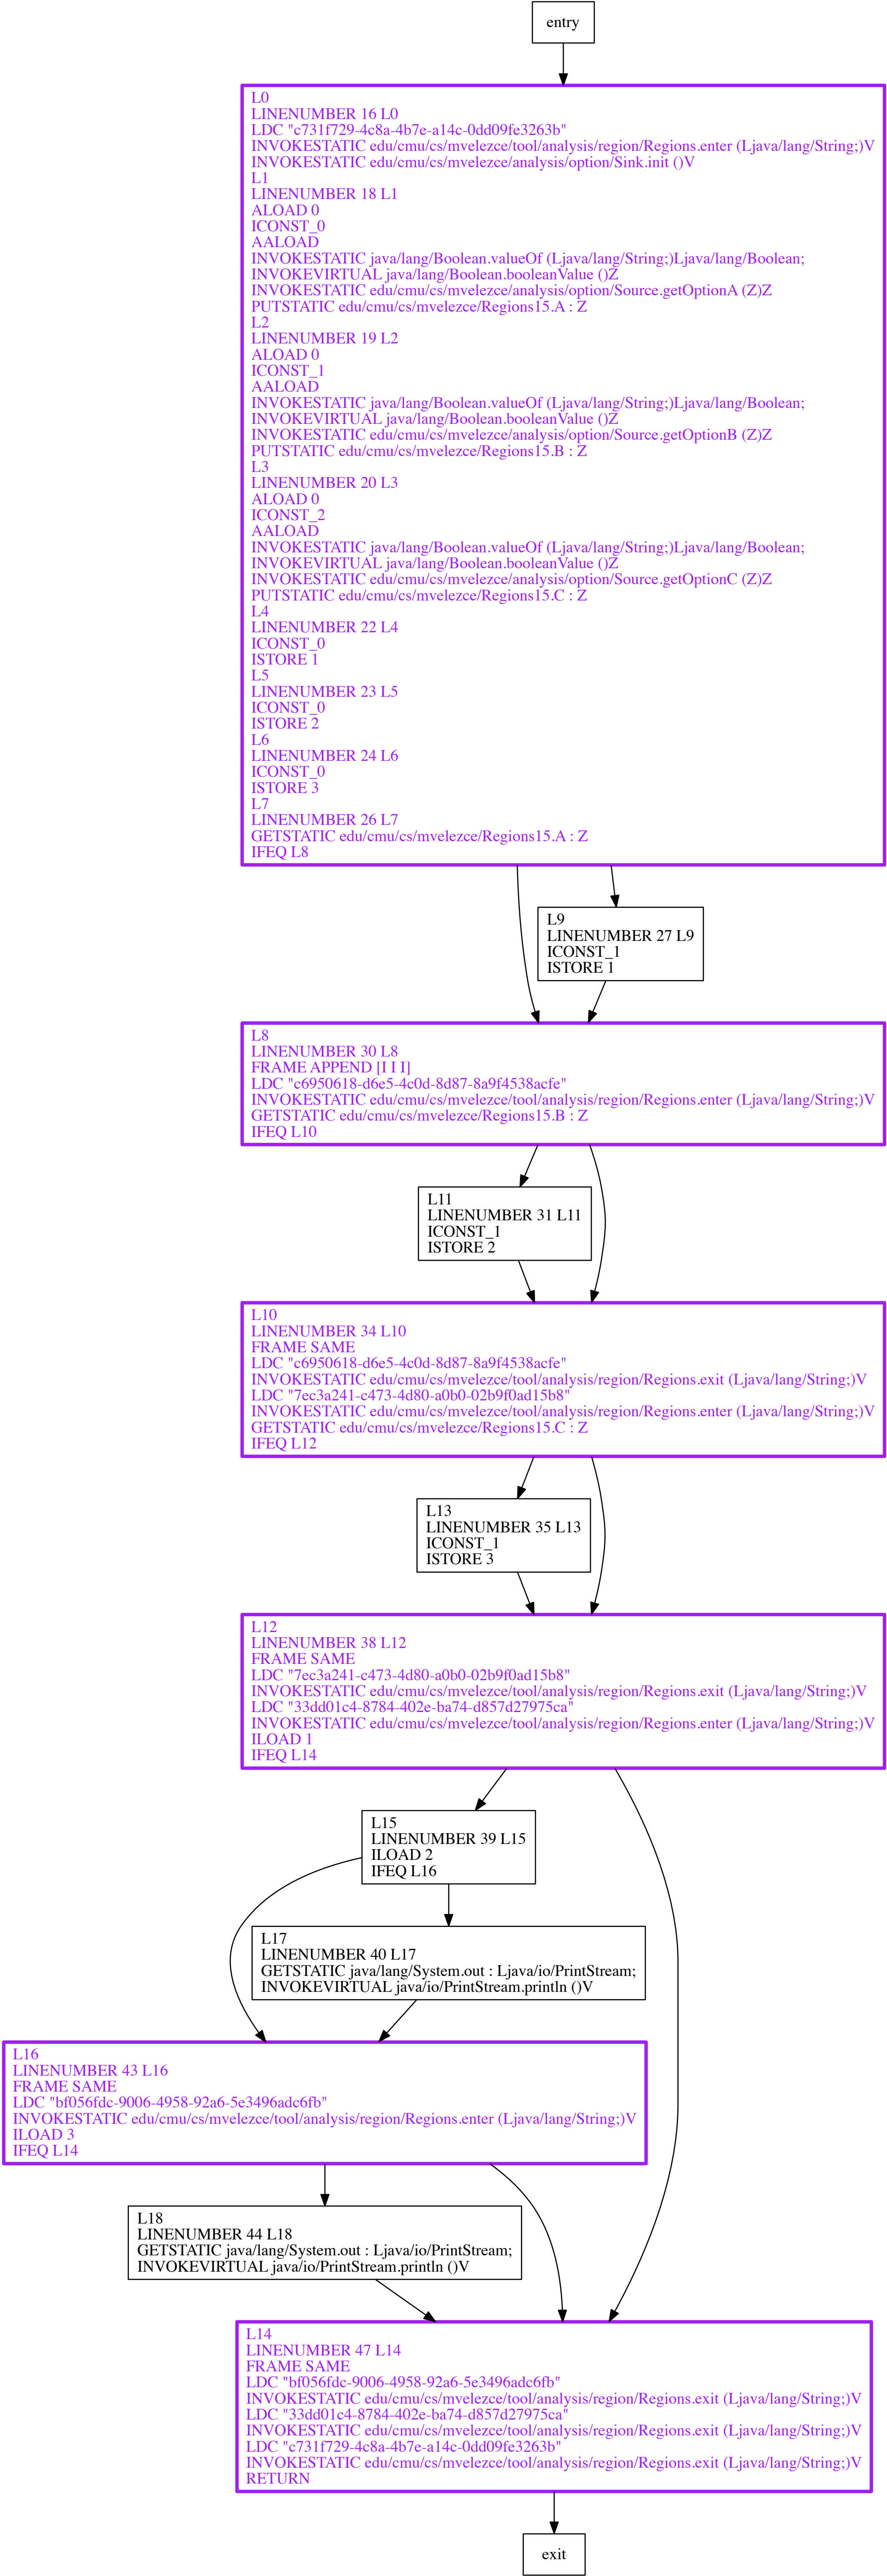 entry
L0
LINENUMBER 16 L0
LDC "c731f729-4c8a-4b7e-a14c-0dd09fe3263b"
INVOKESTATIC edu/cmu/cs/mvelezce/tool/analysis/region/Regions.enter (Ljava/lang/String;)V
INVOKESTATIC edu/cmu/cs/mvelezce/analysis/option/Sink.init ()V
L1
LINENUMBER 18 L1
ALOAD 0
ICONST_0
AALOAD
INVOKESTATIC java/lang/Boolean.valueOf (Ljava/lang/String;)Ljava/lang/Boolean;
INVOKEVIRTUAL java/lang/Boolean.booleanValue ()Z
INVOKESTATIC edu/cmu/cs/mvelezce/analysis/option/Source.getOptionA (Z)Z
PUTSTATIC edu/cmu/cs/mvelezce/Regions15.A : Z
L2
LINENUMBER 19 L2
ALOAD 0
ICONST_1
AALOAD
INVOKESTATIC java/lang/Boolean.valueOf (Ljava/lang/String;)Ljava/lang/Boolean;
INVOKEVIRTUAL java/lang/Boolean.booleanValue ()Z
INVOKESTATIC edu/cmu/cs/mvelezce/analysis/option/Source.getOptionB (Z)Z
PUTSTATIC edu/cmu/cs/mvelezce/Regions15.B : Z
L3
LINENUMBER 20 L3
ALOAD 0
ICONST_2
AALOAD
INVOKESTATIC java/lang/Boolean.valueOf (Ljava/lang/String;)Ljava/lang/Boolean;
INVOKEVIRTUAL java/lang/Boolean.booleanValue ()Z
INVOKESTATIC edu/cmu/cs/mvelezce/analysis/option/Source.getOptionC (Z)Z
PUTSTATIC edu/cmu/cs/mvelezce/Regions15.C : Z
L4
LINENUMBER 22 L4
ICONST_0
ISTORE 1
L5
LINENUMBER 23 L5
ICONST_0
ISTORE 2
L6
LINENUMBER 24 L6
ICONST_0
ISTORE 3
L7
LINENUMBER 26 L7
GETSTATIC edu/cmu/cs/mvelezce/Regions15.A : Z
IFEQ L8
L9
LINENUMBER 27 L9
ICONST_1
ISTORE 1
L8
LINENUMBER 30 L8
FRAME APPEND [I I I]
LDC "c6950618-d6e5-4c0d-8d87-8a9f4538acfe"
INVOKESTATIC edu/cmu/cs/mvelezce/tool/analysis/region/Regions.enter (Ljava/lang/String;)V
GETSTATIC edu/cmu/cs/mvelezce/Regions15.B : Z
IFEQ L10
L11
LINENUMBER 31 L11
ICONST_1
ISTORE 2
L10
LINENUMBER 34 L10
FRAME SAME
LDC "c6950618-d6e5-4c0d-8d87-8a9f4538acfe"
INVOKESTATIC edu/cmu/cs/mvelezce/tool/analysis/region/Regions.exit (Ljava/lang/String;)V
LDC "7ec3a241-c473-4d80-a0b0-02b9f0ad15b8"
INVOKESTATIC edu/cmu/cs/mvelezce/tool/analysis/region/Regions.enter (Ljava/lang/String;)V
GETSTATIC edu/cmu/cs/mvelezce/Regions15.C : Z
IFEQ L12
L13
LINENUMBER 35 L13
ICONST_1
ISTORE 3
L12
LINENUMBER 38 L12
FRAME SAME
LDC "7ec3a241-c473-4d80-a0b0-02b9f0ad15b8"
INVOKESTATIC edu/cmu/cs/mvelezce/tool/analysis/region/Regions.exit (Ljava/lang/String;)V
LDC "33dd01c4-8784-402e-ba74-d857d27975ca"
INVOKESTATIC edu/cmu/cs/mvelezce/tool/analysis/region/Regions.enter (Ljava/lang/String;)V
ILOAD 1
IFEQ L14
L15
LINENUMBER 39 L15
ILOAD 2
IFEQ L16
L17
LINENUMBER 40 L17
GETSTATIC java/lang/System.out : Ljava/io/PrintStream;
INVOKEVIRTUAL java/io/PrintStream.println ()V
L16
LINENUMBER 43 L16
FRAME SAME
LDC "bf056fdc-9006-4958-92a6-5e3496adc6fb"
INVOKESTATIC edu/cmu/cs/mvelezce/tool/analysis/region/Regions.enter (Ljava/lang/String;)V
ILOAD 3
IFEQ L14
L18
LINENUMBER 44 L18
GETSTATIC java/lang/System.out : Ljava/io/PrintStream;
INVOKEVIRTUAL java/io/PrintStream.println ()V
L14
LINENUMBER 47 L14
FRAME SAME
LDC "bf056fdc-9006-4958-92a6-5e3496adc6fb"
INVOKESTATIC edu/cmu/cs/mvelezce/tool/analysis/region/Regions.exit (Ljava/lang/String;)V
LDC "33dd01c4-8784-402e-ba74-d857d27975ca"
INVOKESTATIC edu/cmu/cs/mvelezce/tool/analysis/region/Regions.exit (Ljava/lang/String;)V
LDC "c731f729-4c8a-4b7e-a14c-0dd09fe3263b"
INVOKESTATIC edu/cmu/cs/mvelezce/tool/analysis/region/Regions.exit (Ljava/lang/String;)V
RETURN
exit